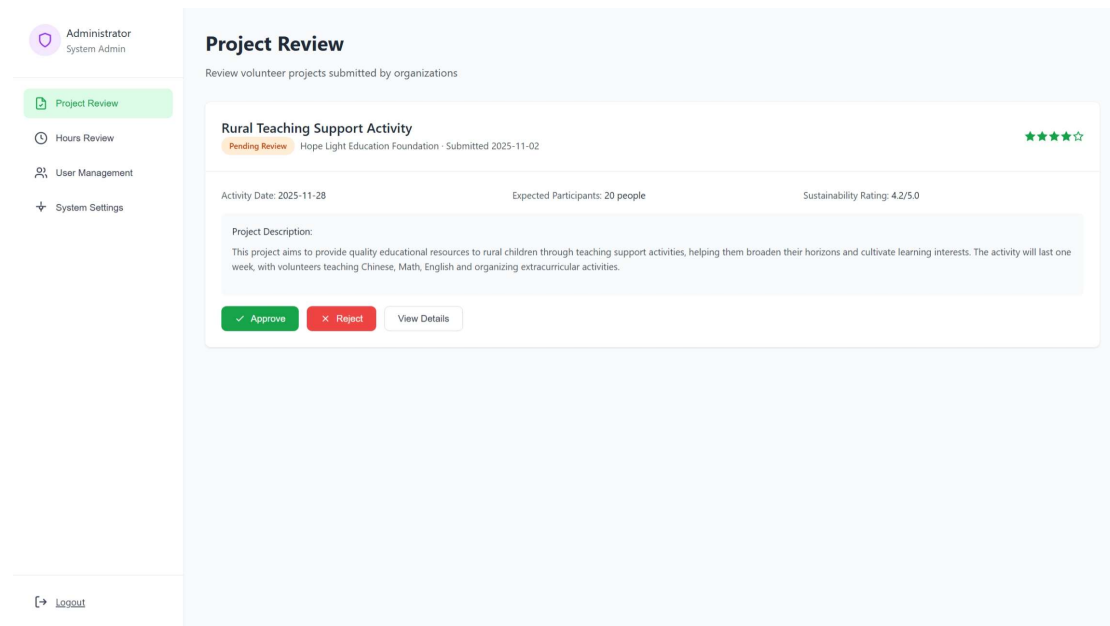 Administrator
System Admin
Project Review
Hours Review
User Management
System Settings
Logout
Project Review
Review volunteer projects submitted by organizations
Rural Teaching Support Activity
Pending Review Hope Light Education Foundation · Submitted 2025-11-02
Activity Date: 2025-11-28 Expected Participants: 20 people Sustainability Rating: 4.2/5.0
Project Description:
This project aims to provide quality educational resources to rural children through teaching support activities, helping them broaden their horizons and cultivate learning interests. The activity will last one
week, with volunteers teaching Chinese, Math, English and organizing extracurricular activities.
Approve Reject View Details